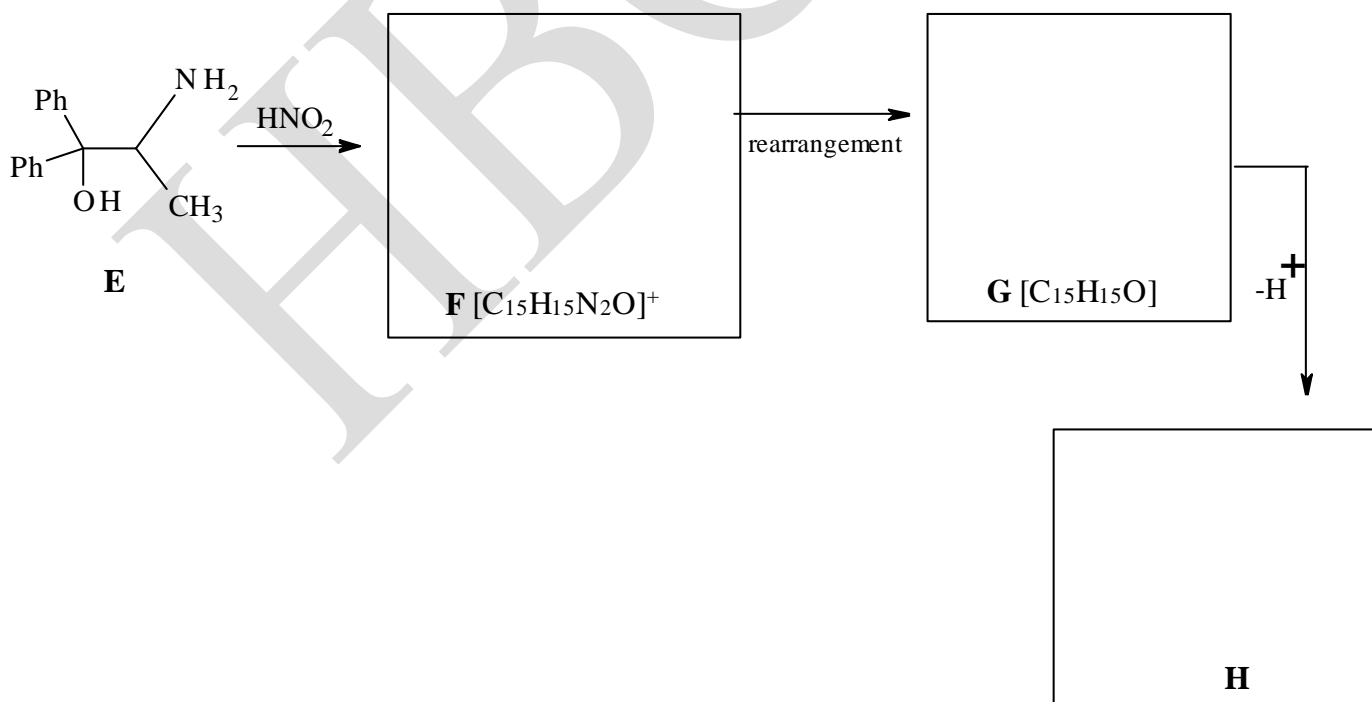 NH2
Ph
HNO2
Ph
OH
CH3
E
F [C15H15N2O]+
rearrangement
G [C15H15O]
-H+
H